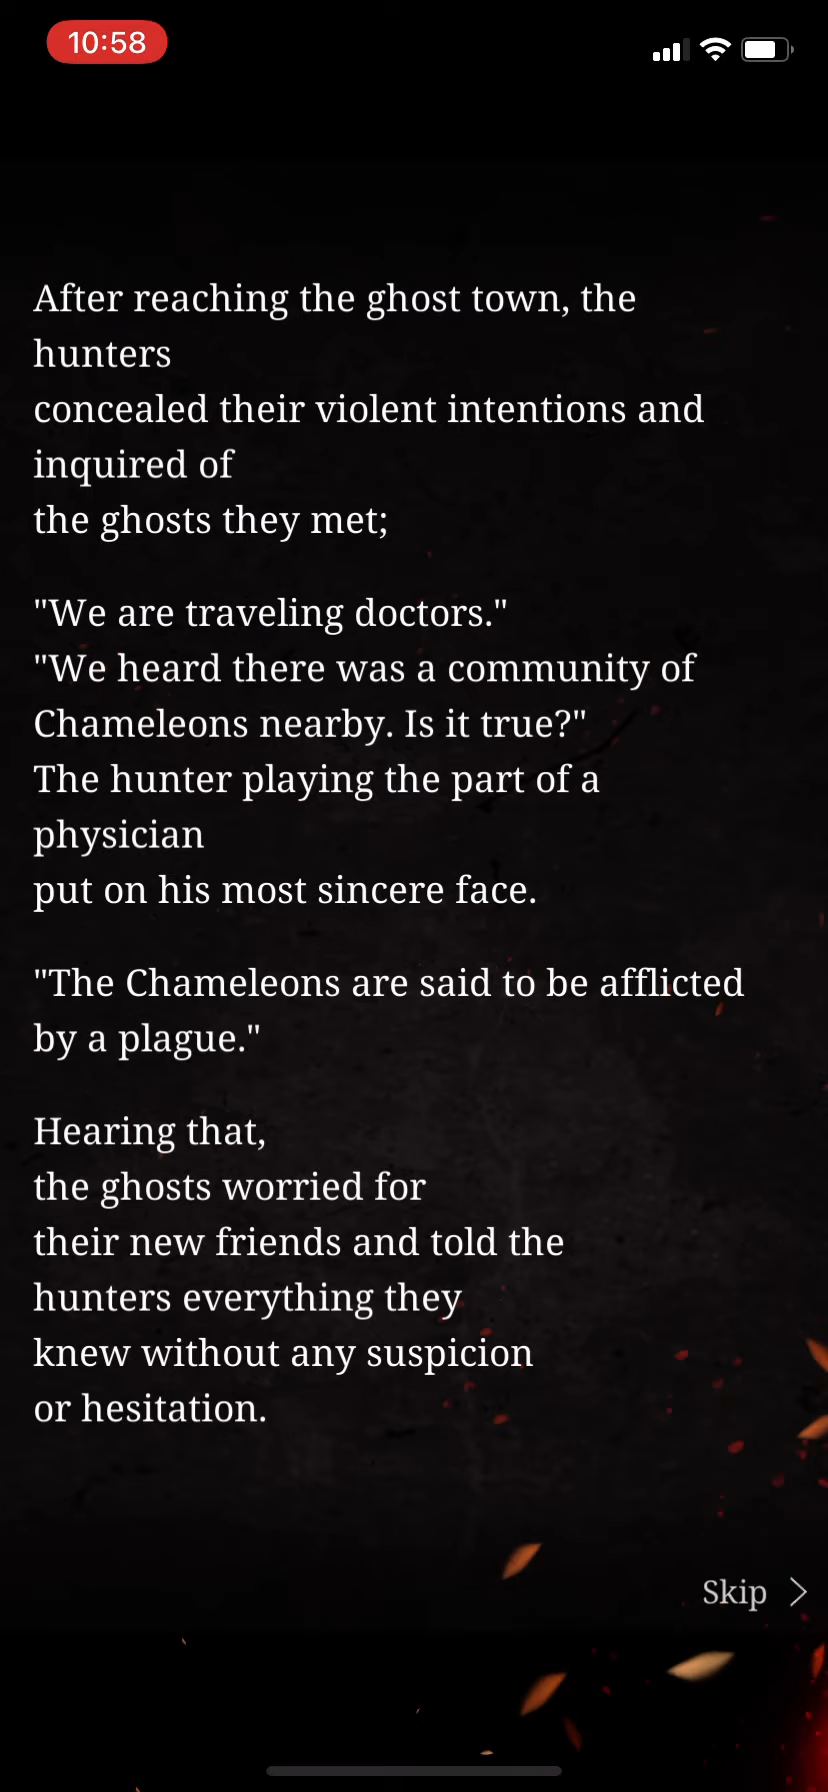 10:58
After reaching the ghost town, the
hunters
concealed their violent intentions and
inquired of
the ghosts they met;
"We are traveling doctors."
"We heard there was a community of
Chameleons nearby. Is it true?"
The hunter playing the part of a
physician
put on his most sincere face.
"The Chameleons are said to be afflicted
by a plague."
Hearing that,
the ghosts worried for
their new friends and told the
hunters everything they
knew without any suspicion
or hesitation.
Skip